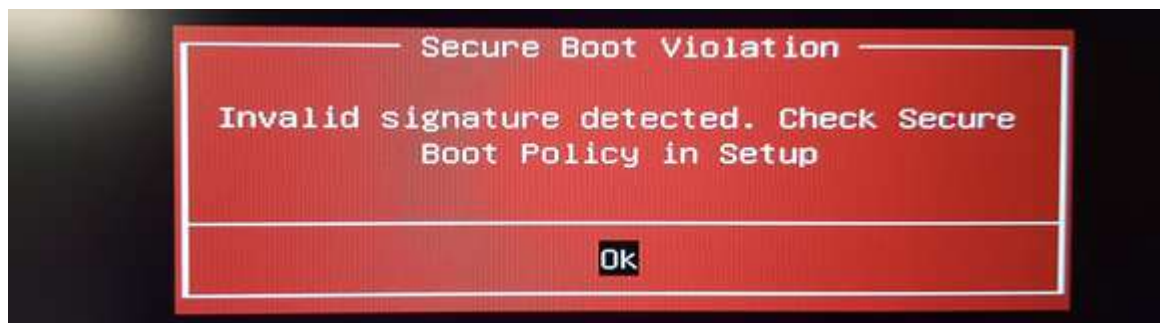 Secure Boot Violation
Invalid signature detected. Check Secure
Boot Policy in Setup
Ok